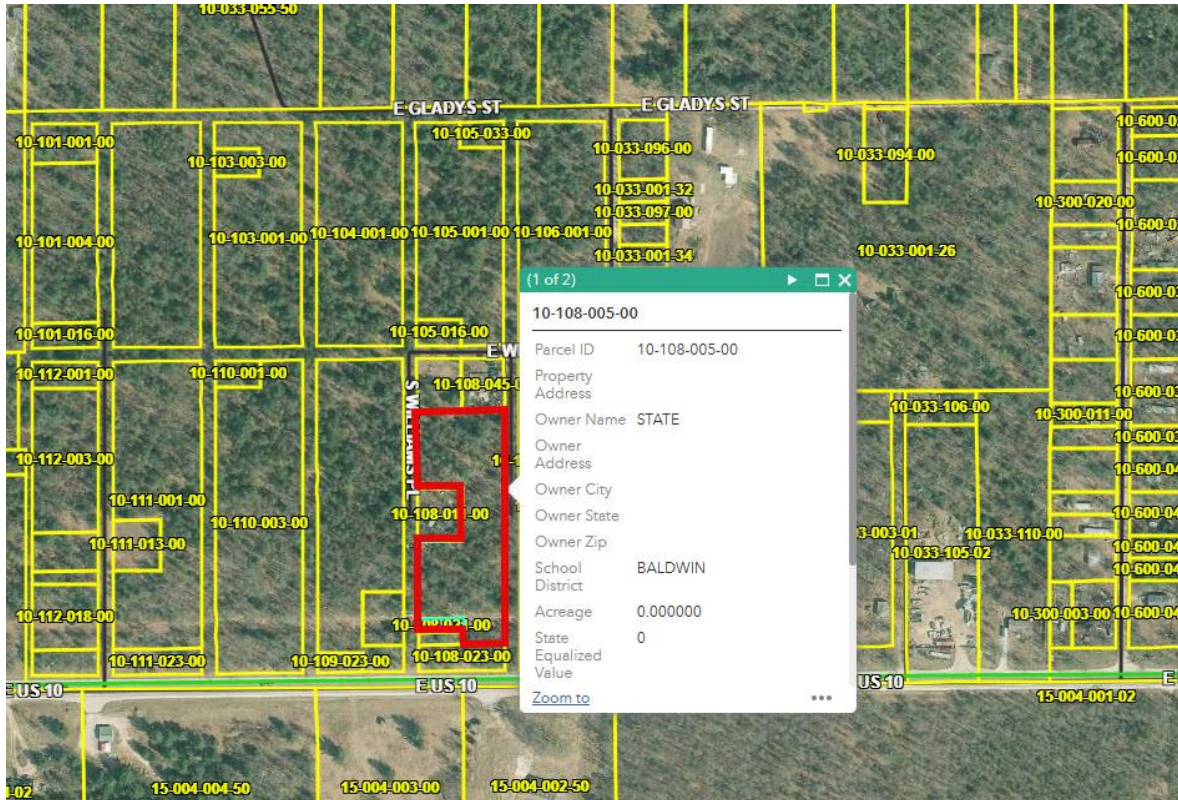 10-033-055-50
E GLADYS ST
E GLADYS ST
10-105-033-00
10-101-001-00
10-103-003-00
10-033-096-00
10-033-094-00
10-033-001-32
10-033-097-00
10-300-020-00
10-101-004-00
10-103-001-00
10-104-001-00
10-105-001-00
10-106-001-00
10-033-001-34
10-033-001-26
(1 of 2)
10-108-005-00
Parcel ID 10-108-005-00
Property
Address
Owner Name STATE
Owner
Address
Owner City
Owner State
Owner Zip
School
District
BALDWIN
Acreage 0.000000
State
Equalized
Value
0
Zoom to
10-101-016-00
10-105-016-00
10-112-001-00
10-110-001-00
S WILLIAMS PL
10-033-106-00
10-300-011-00
10-112-003-00
10-111-001-00
10-110-003-00
10-108-011-00
10-111-013-00
10-033-110-00
10-033-105-02
10-112-018-00
10-300-003-00
10-111-023-00
10-109-023-00
10-108-023-00
E US 10
E US 10
US 10
15-004-001-02
15-004-004-50
15-004-003-00
15-004-002-50